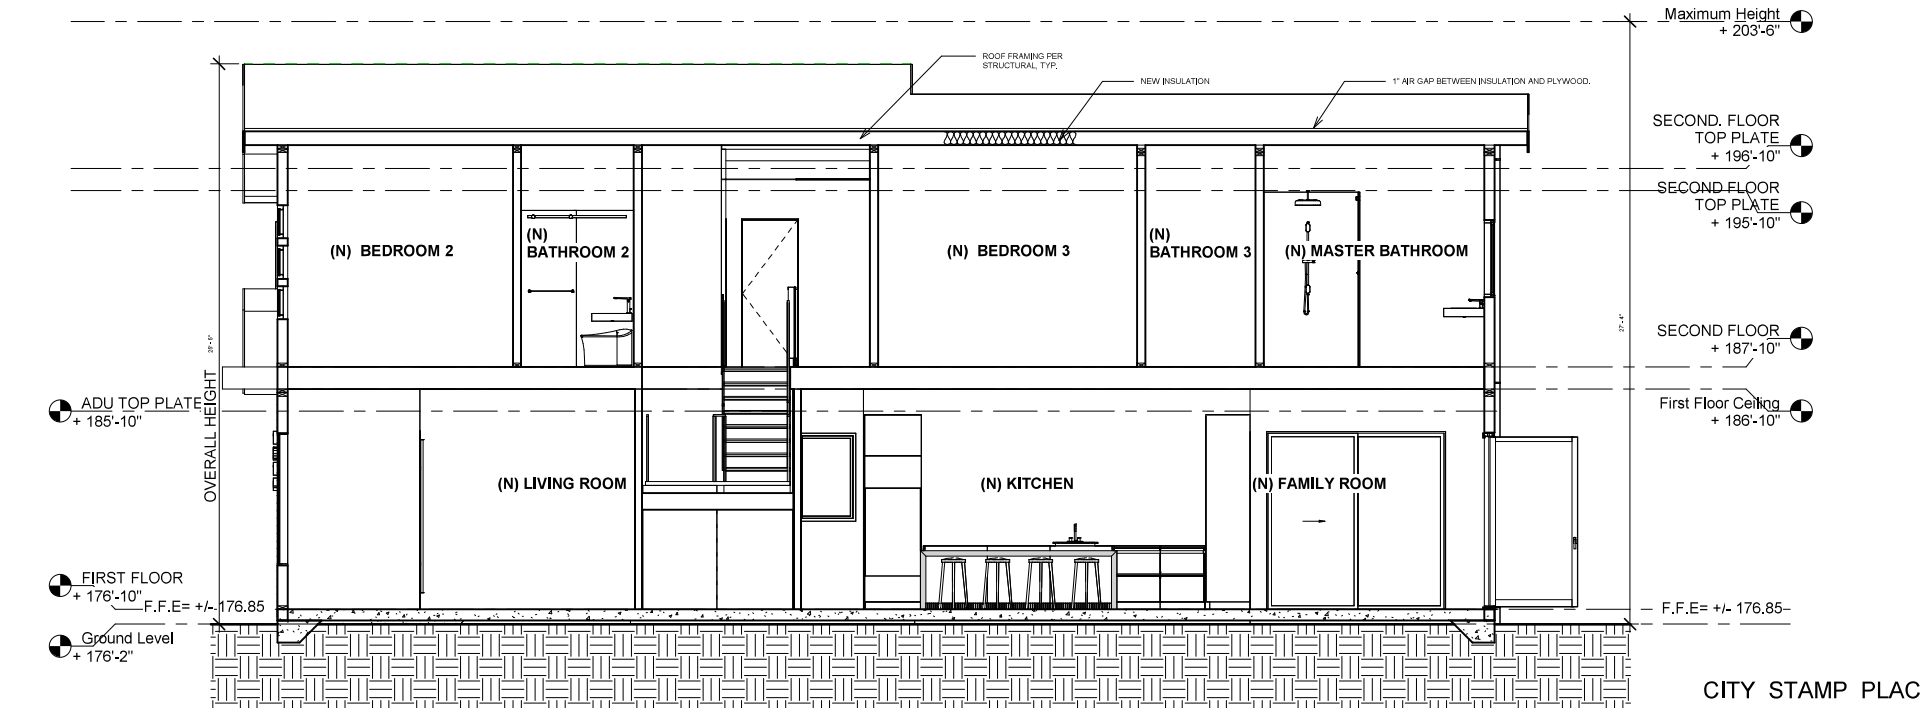 Maximum Height
+ 203'-6"
ROOF FRAMING PER
STRUCTURAL, TYP.
NEW INSULATION
1" AIR GAP BETWEEN INSULATION AND PLYWOOD.
SECOND. FLOOR
TOP PLATE
+ 196'-10"
SECOND FLOOR
TOP PLATE
+ 195'-10"
(N) BEDROOM 2
(N)
BATHROOM 2
(N) BEDROOM 3
(N)
BATHROOM 3
(N) MASTER BATHROOM
27'- 4"
SECOND FLOOR
+ 187'-10"
OVERALL HEIGHT
ADU TOP PLATE
+ 185'-10"
First Floor Ceiling
+ 186'-10"
(N) LIVING ROOM
(N) KITCHEN
(N) FAMILY ROOM
FIRST FLOOR
+ 176'-10"
F.F.E= +/- 176.85
F.F.E= +/- 176.85
Ground Level
+ 176'-2"
CITY STAMP PLAC